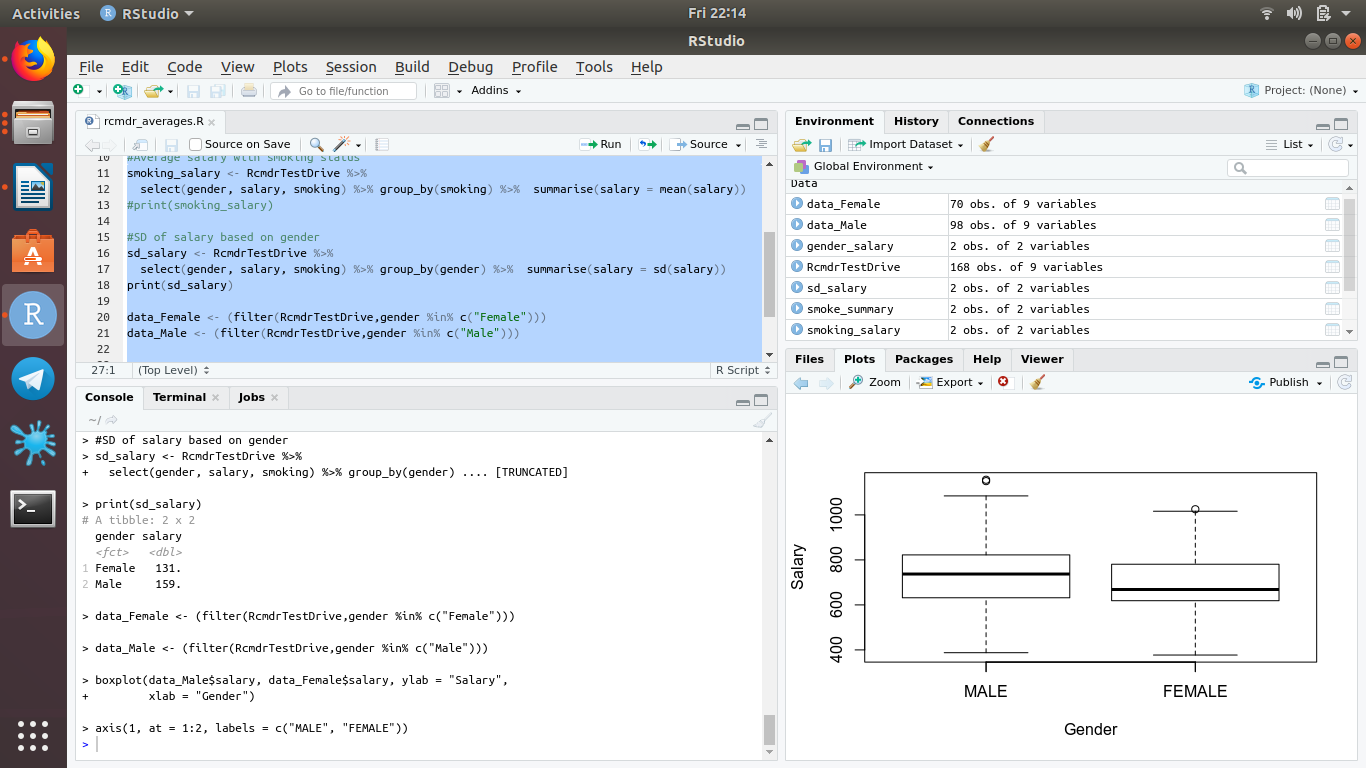 Activities
RStudio
Fri 22:14
RStudio
File Edit Code View Plots Session Build Debug Profile Tools Help
Go to file/function
Addins
Project: (None)
rcmdr_averages.R
Source on Save
Run
Source
10 #Average salary with smoking status
11 smoking_salary <- RcmdrTestDrive %>%
12 select(gender, salary, smoking) %>% group_by(smoking) %>% summarise(salary = mean(salary))
13 #print(smoking_salary)
14
15 #SD of salary based on gender
16 sd_salary <- RcmdrTestDrive %>%
17 select(gender, salary, smoking) %>% group_by(gender) %>% summarise(salary = sd(salary))
18 print(sd_salary)
19
20 data_Female <- (filter(RcmdrTestDrive,gender %in% c("Female")))
21 data_Male <- (filter(RcmdrTestDrive,gender %in% c("Male")))
22
27:1 (Top Level) R Script
Console Terminal Jobs
~/
> #SD of salary based on gender
> sd_salary <- RcmdrTestDrive %>%
+ select(gender, salary, smoking) %>% group_by(gender) .... [TRUNCATED]
> print(sd_salary)
# A tibble: 2 x 2
gender salary
<fct> <dbl>
1 Female 131.
2 Male 159.
> data_Female <- (filter(RcmdrTestDrive,gender %in% c("Female")))
> data_Male <- (filter(RcmdrTestDrive,gender %in% c("Male")))
> boxplot(data_Male$salary, data_Female$salary, ylab = "Salary",
+ xlab = "Gender")
> axis(1, at = 1:2, labels = c("MALE", "FEMALE"))
>
Environment History Connections
Import Dataset
List
Global Environment
Data
data_Female 70 obs. of 9 variables
data_Male 98 obs. of 9 variables
gender_salary 2 obs. of 2 variables
RcmdrTestDrive 168 obs. of 9 variables
sd_salary 2 obs. of 2 variables
smoke_summary 2 obs. of 2 variables
smoking_salary 2 obs. of 2 variables
Files Plots Packages Help Viewer
Zoom Export Publish
Salary
1000
800
600
400
MALE FEMALE
Gender